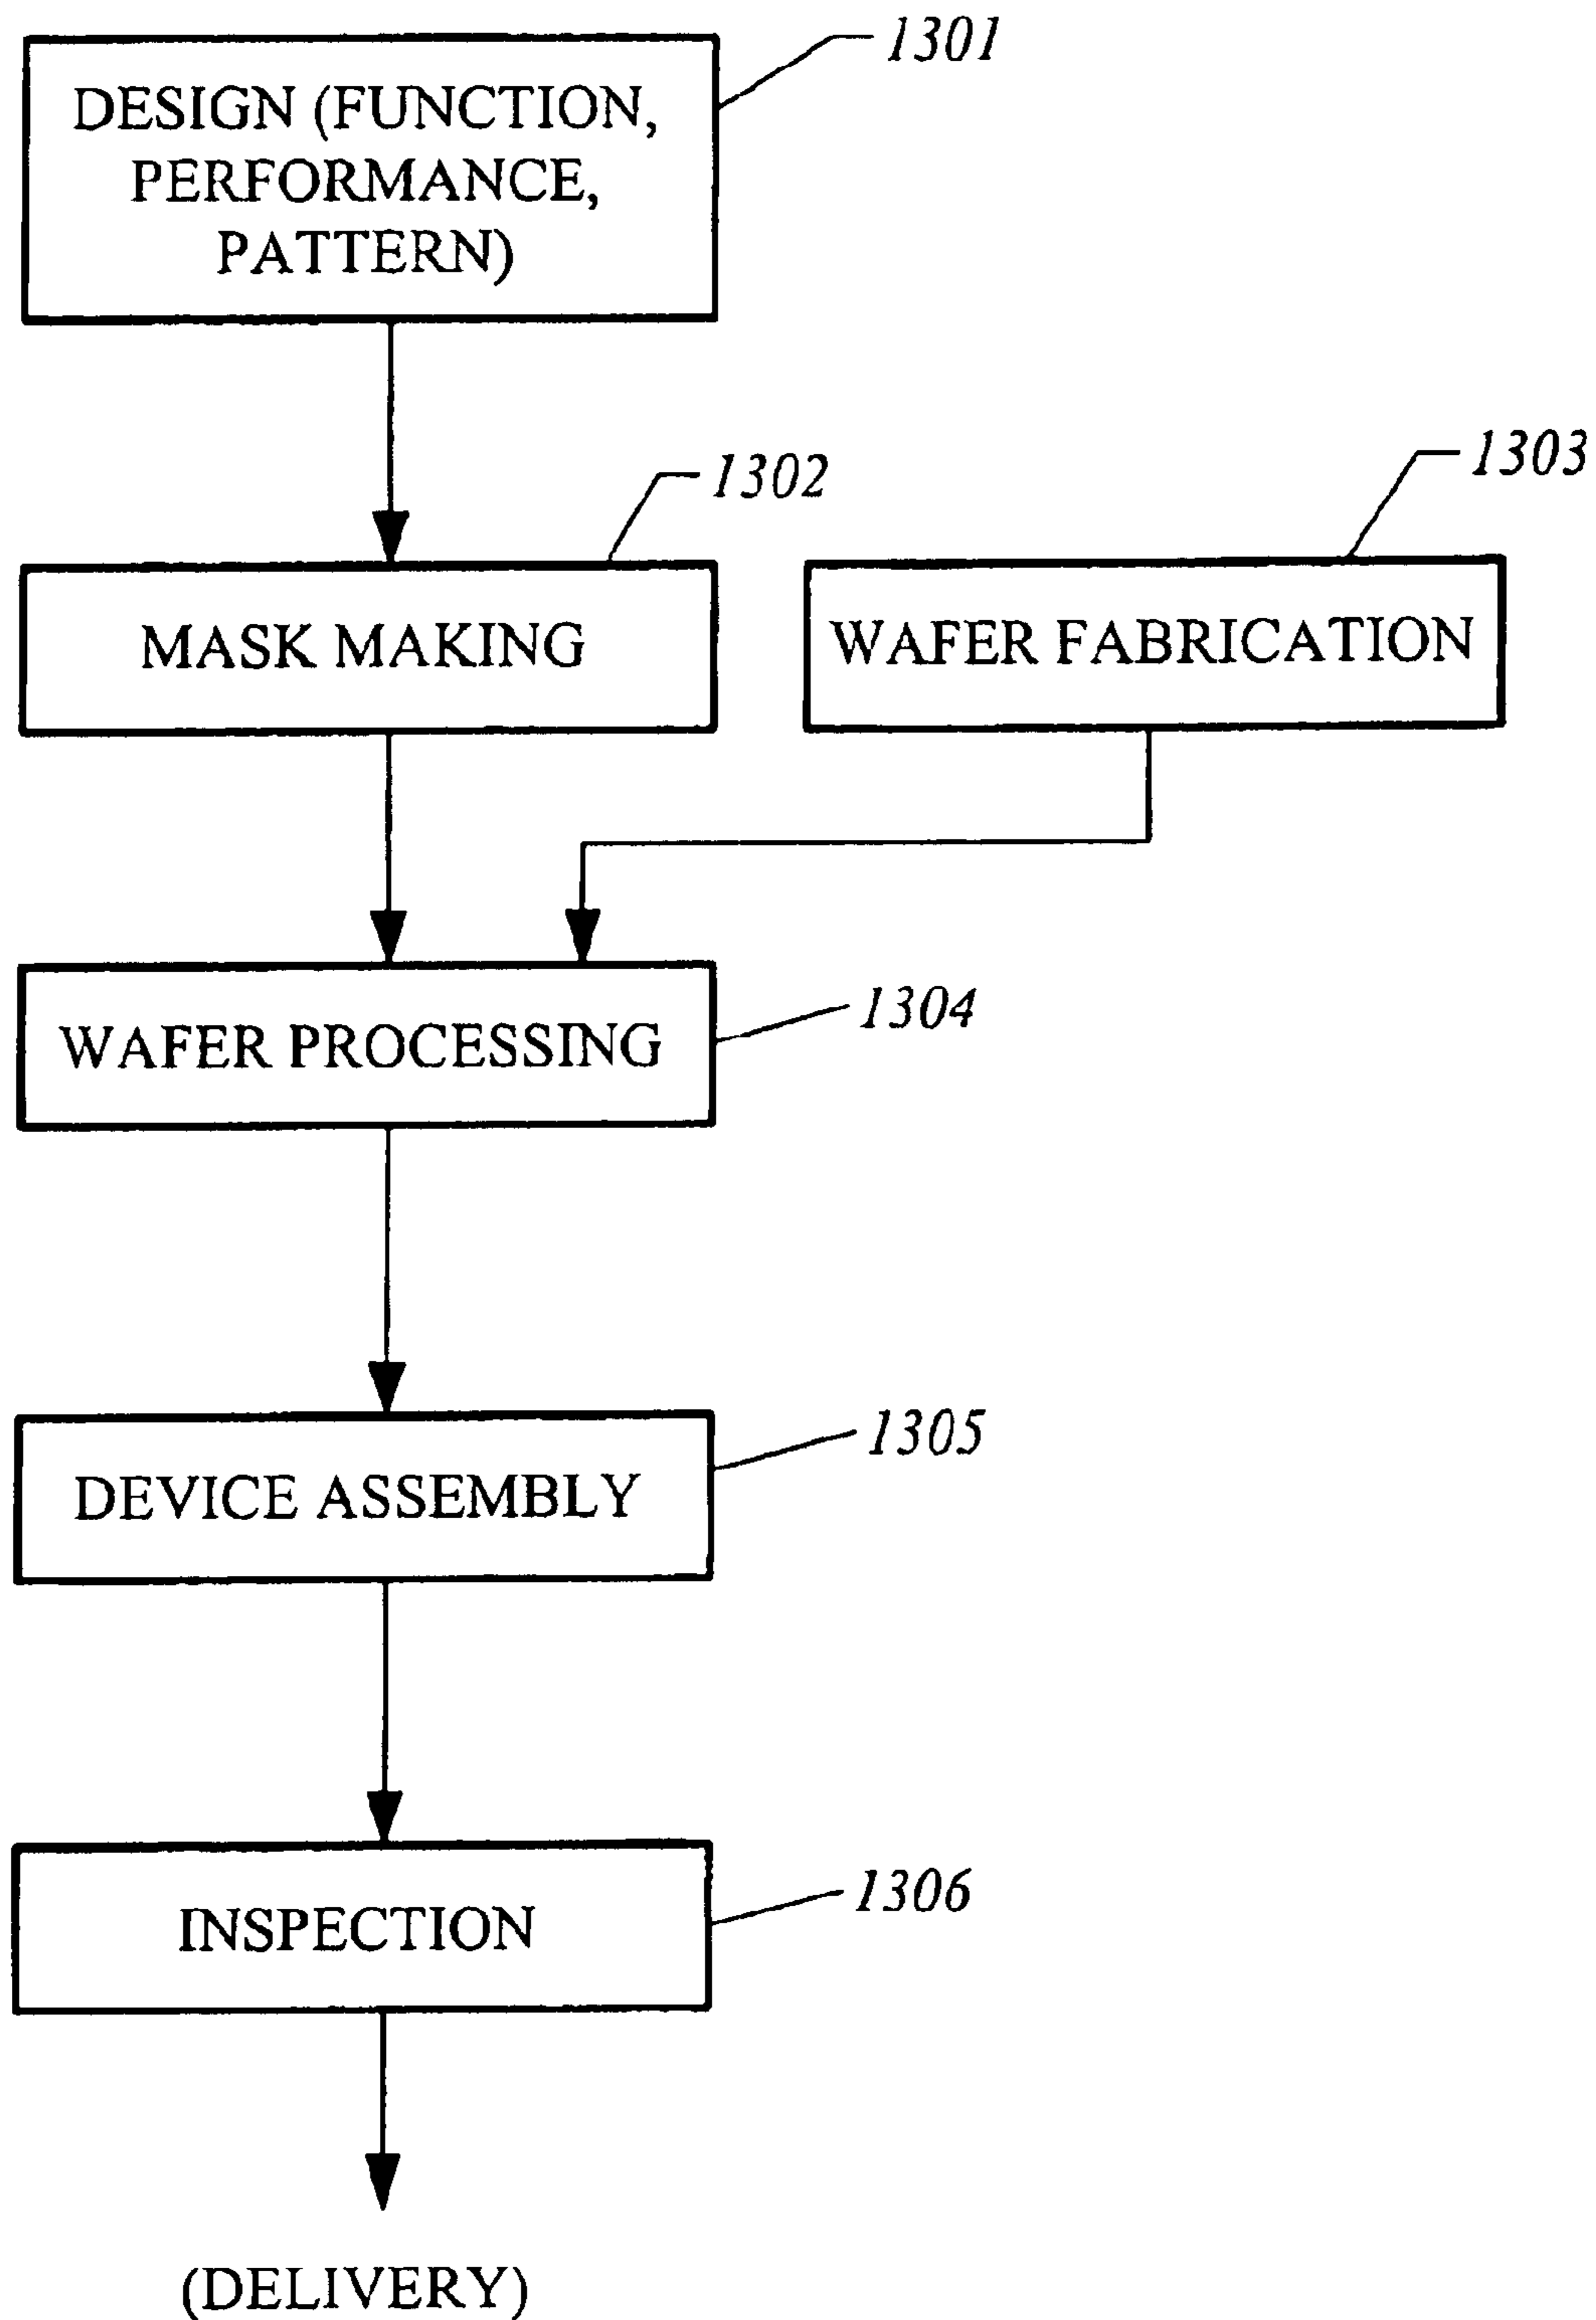 1301
DESIGN (FUNCTION,
PERFORMANCE,
PATTERN)
1302
1303
MASK MAKING
WAFER FABRICATION
1304
WAFER PROCESSING
1305
DEVICE ASSEMBLY
1306
INSPECTION
(DELIVERY)